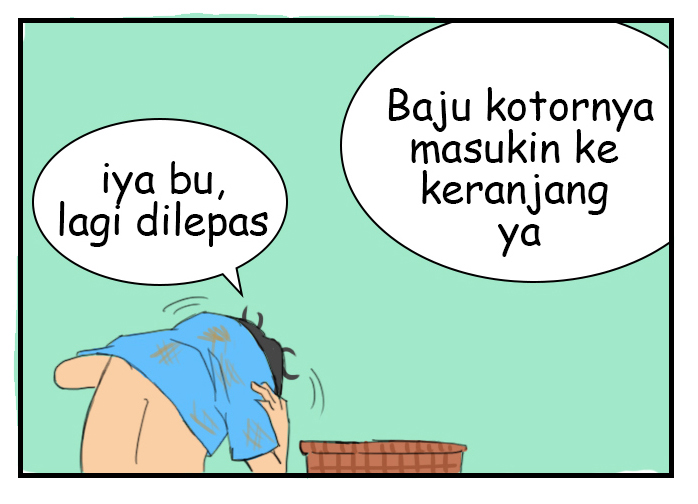 Baju kotornya
masukin ke
keranjang
ya
iya bu,
lagi dilepas